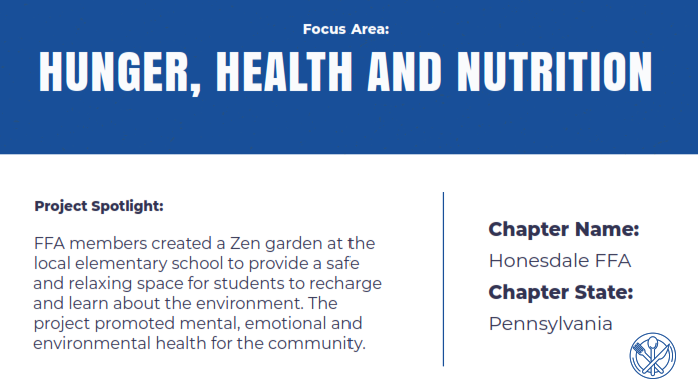 Focus Area:
HUNGER, HEALTH AND NUTRITION
Project Spotlight:
FFA members created a Zen garden at the
local elementary school to provide a safe
and relaxing space for students to recharge
and learn about the environment. The
project promoted mental, emotional and
environmental health for the community.
Chapter Name:
Honesdale FFA
Chapter State:
Pennsylvania